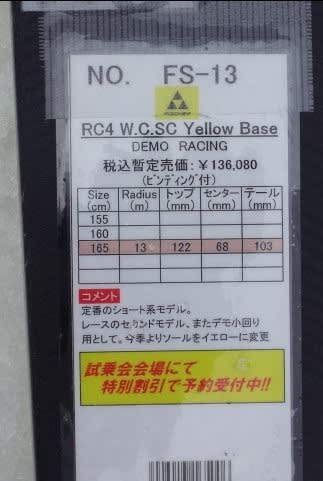 NO. FS-13
FISCHER
RC4 W.C.SC Yellow Base
DEMO RACING
税込暫定売価：￥136,080
(ビンディング付)
Size (cm) Radius (m) トップ (mm) センター (mm) テール (mm)
155
160
165 13 122 68 103
コメント
定番のショート系モデル。
レースのセカンドモデル、またデモ小回り
用として。今季よりソールをイエローに変更
試乗会会場にて
特別割引で予約受付中!!